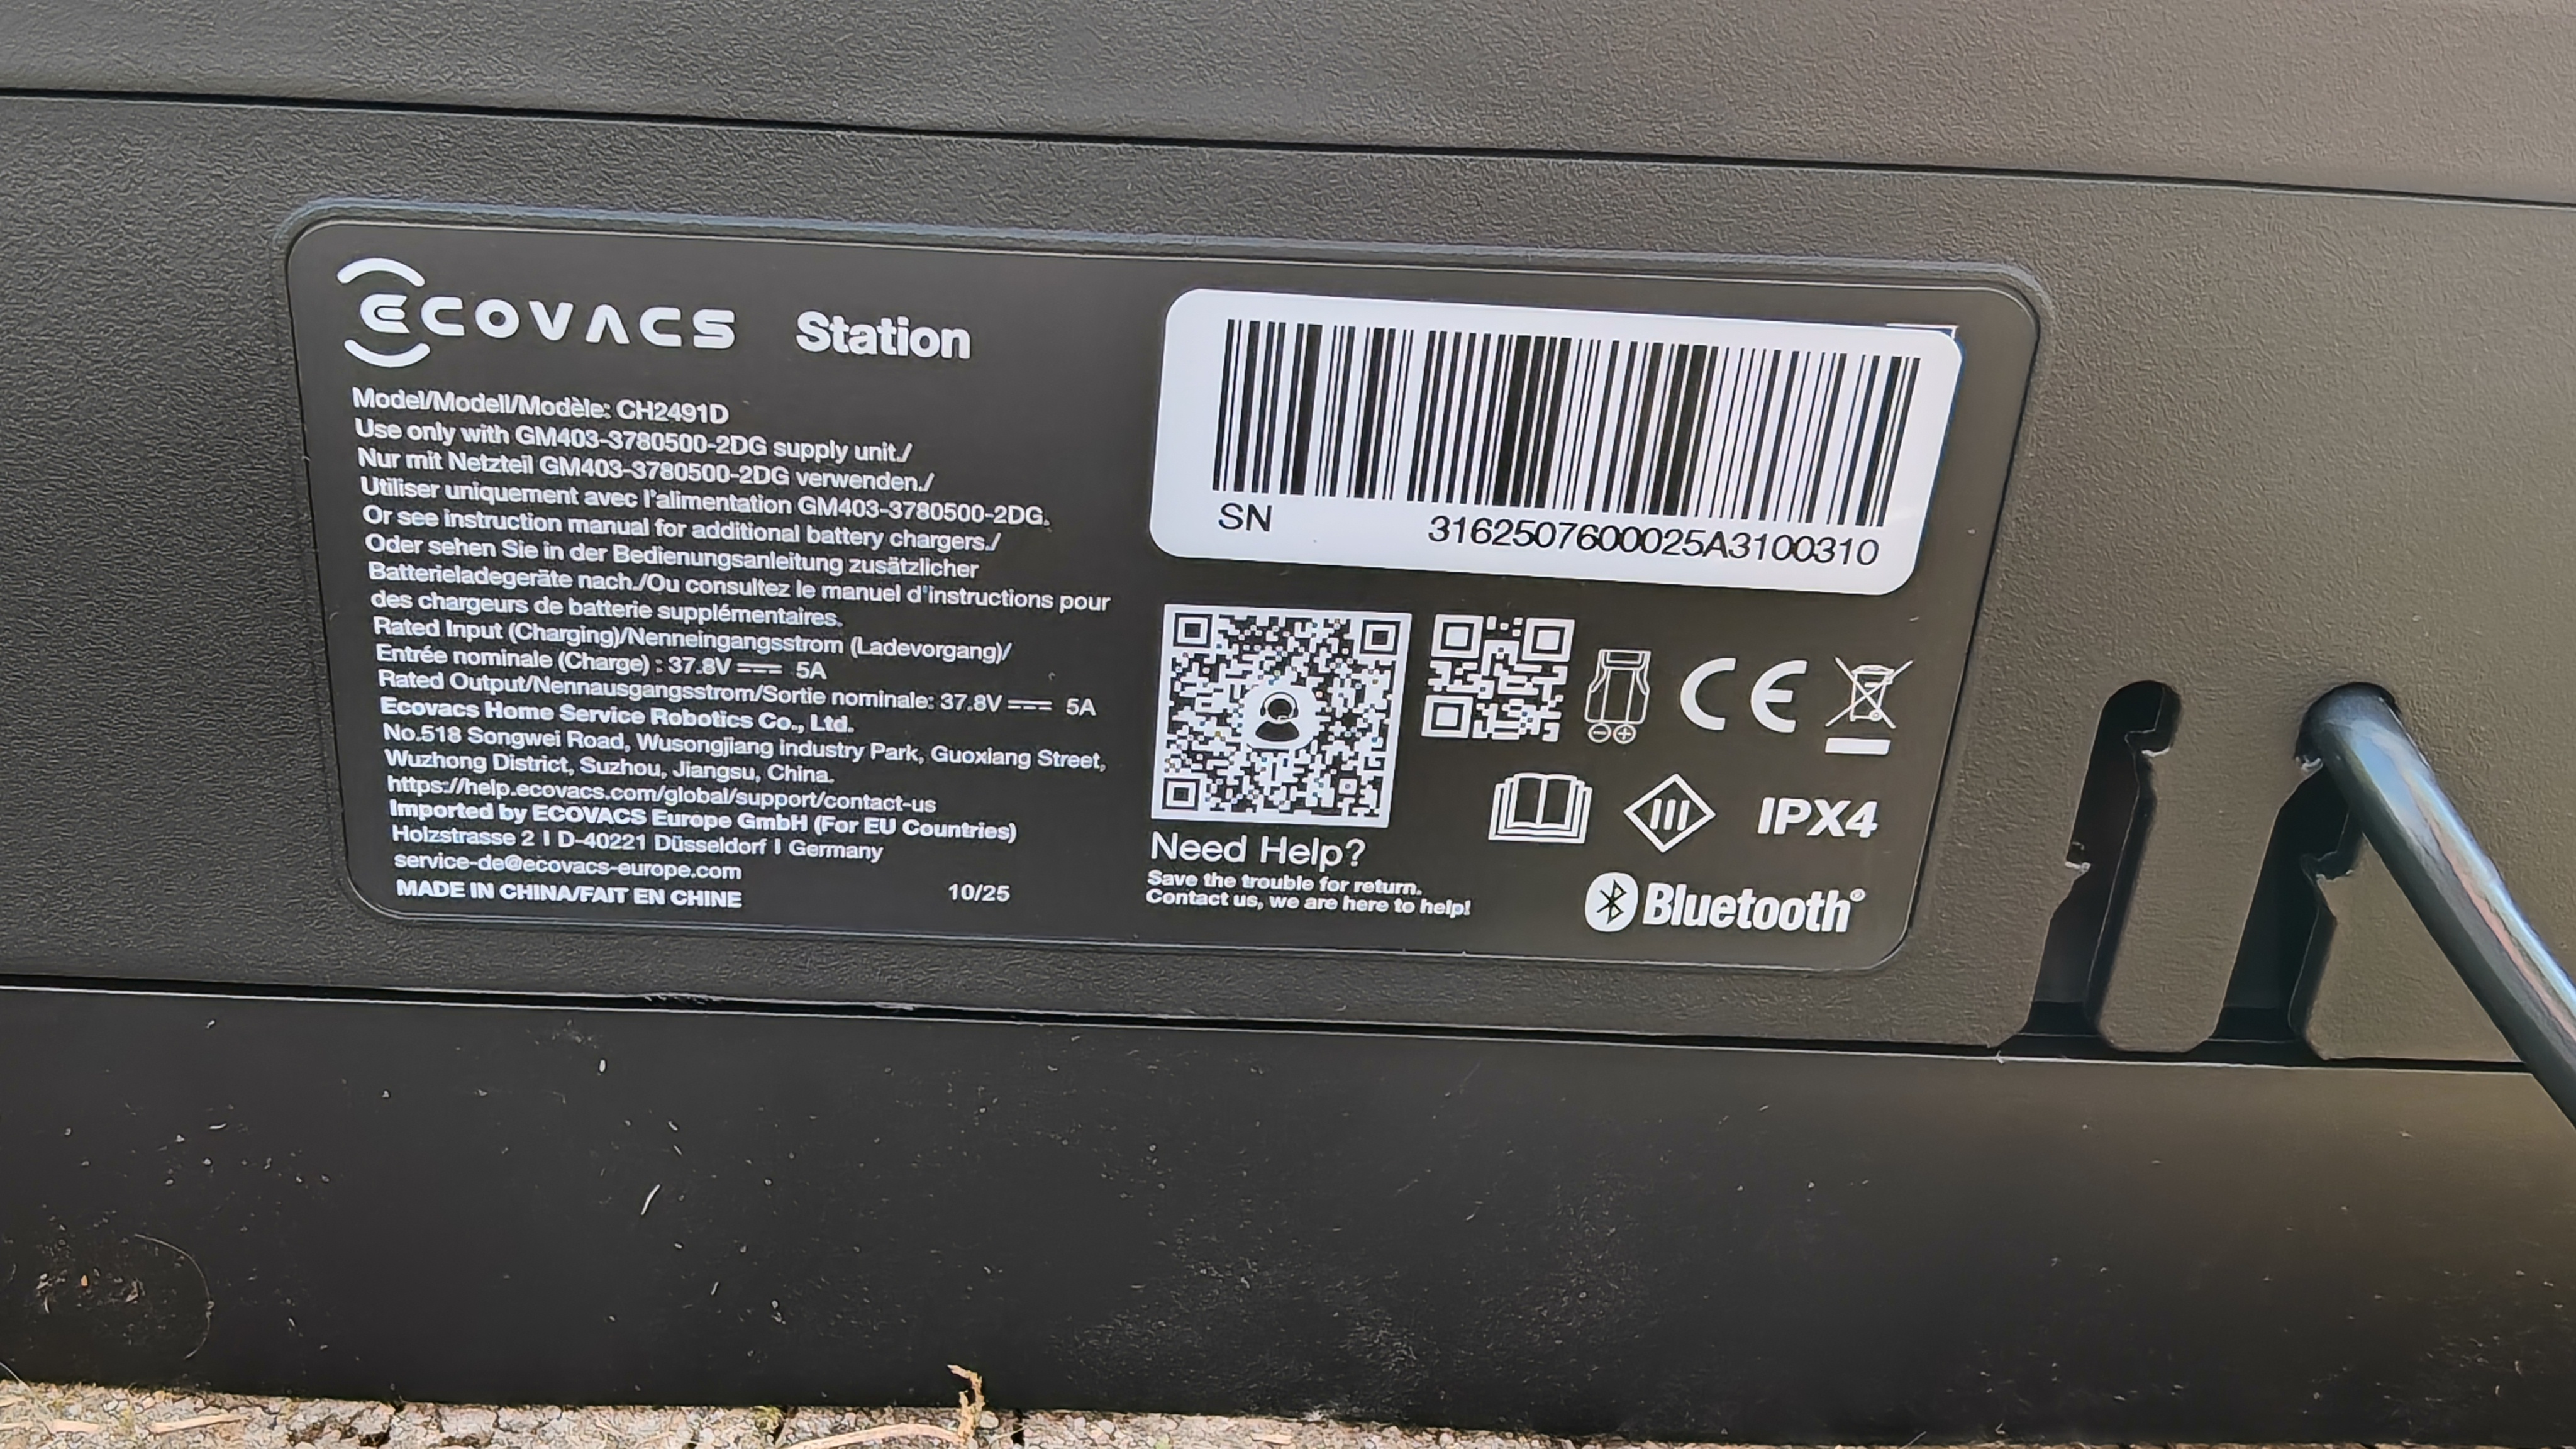 ECOVACS Station
Model/Modell/Modèle: CH2491D
Use only with GM403-3780500-2DG supply unit./
Nur mit Netzteil GM403-3780500-2DG verwenden./
Utiliser uniquement avec l'alimentation GM403-3780500-2DG.
Or see instruction manual for additional battery chargers./
Oder sehen Sie in der Bedienungsanleitung zusätzlicher
Batterieladegeräte nach./Ou consultez le manuel d'instructions pour
des chargeurs de batterie supplémentaires.
Rated Input (Charging)/Nenneingangsstrom (Ladevorgang)/
Entrée nominale (Charge) : 37.8V ⎓ 5A
Rated Output/Nennausgangsstrom/Sortie nominale: 37.8V ⎓ 5A
Ecovacs Home Service Robotics Co., Ltd.
No.518 Songwei Road, Wusongjiang Industry Park, Guoxiang Street,
Wuzhong District, Suzhou, Jiangsu, China.
https://help.ecovacs.com/global/support/contact-us
Imported by ECOVACS Europe GmbH (For EU Countries)
Holzstrasse 2 I D-40221 Düsseldorf I Germany
service-de@ecovacs-europe.com
MADE IN CHINA/FAIT EN CHINE 10/25
SN 3162507600025A3100310
CE
III
IPX4
Need Help?
Save the trouble for return.
Contact us, we are here to help!
Bluetooth®